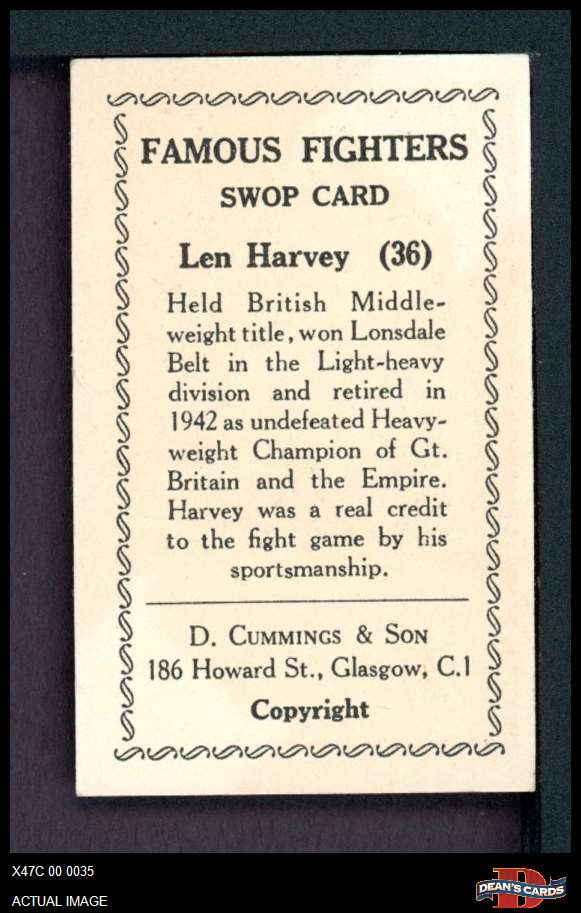 FAMOUS FIGHTERS
SWOP CARD
Len Harvey (36)
Held British Middle-
weight title, won Lonsdale
Belt in the Light-heavy
division and retired in
1942 as undefeated Heavy-
weight Champion of Gt.
Britain and the Empire.
Harvey was a real credit
to the fight game by his
sportsmanship.
D. CUMMINGS & SON
186 Howard St., Glasgow, C.1
Copyright
X47C 00 0035
ACTUAL IMAGE
D
DEAN'S CARDS